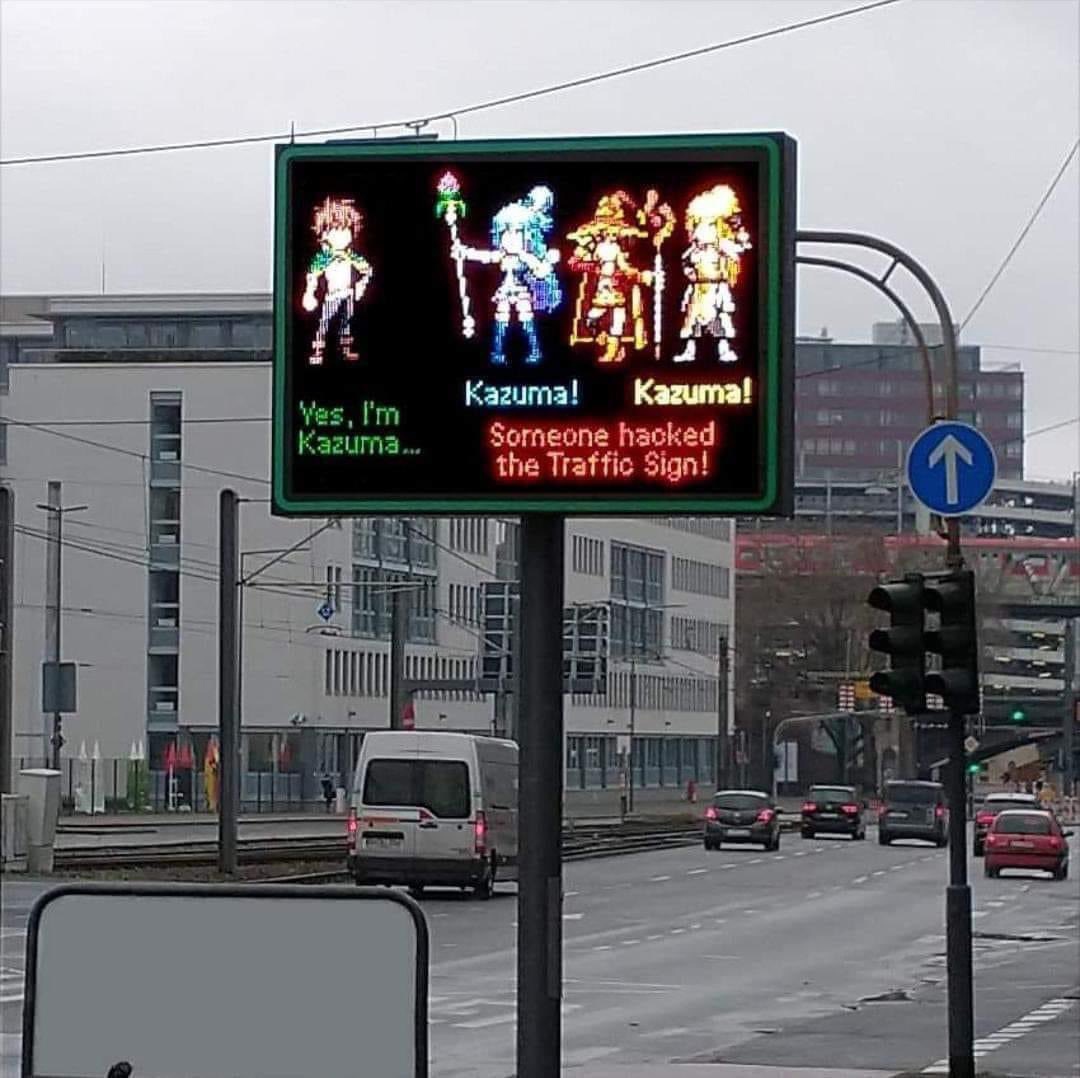 Yes, I'm
Kazuma...
Kazuma!
Kazuma!
Someone hacked
the Traffic Sign!